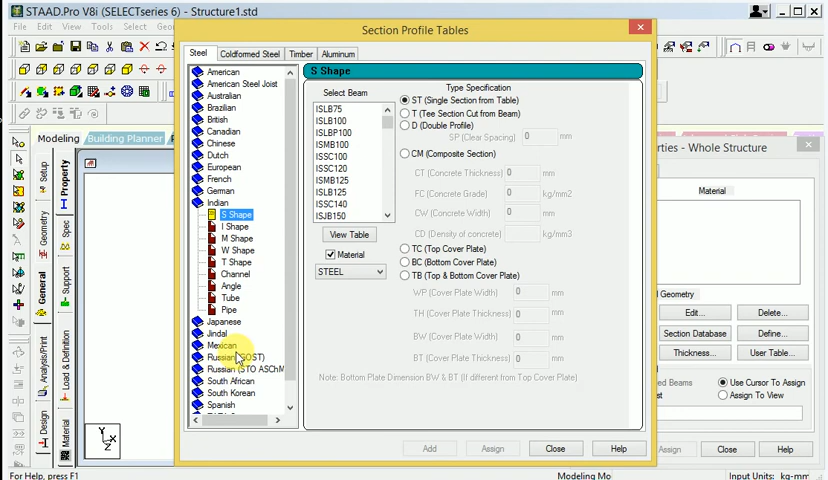 STAAD.Pro V8i (SELECTseries 6) - Structure1.std
File Edit View Tools Select
Section Profile Tables
Steel Coldformed Steel Timber Aluminum
American
American Steel Joist
Australian
Brazilian
British
Canadian
Chinese
Dutch
European
French
German
Indian
S Shape
I Shape
M Shape
W Shape
T Shape
Channel
Angle
Tube
Pipe
Japanese
Jindal
Mexican
Russian (GOST)
Russian (STO ASChM
South African
South Korean
Spanish
S Shape
Select Beam
ISLB75
ISLB100
ISLBP100
ISMB100
ISSC100
ISSC120
ISMB125
ISLB125
ISSC140
ISJB150
View Table
Material
STEEL
Type Specification
ST (Single Section from Table)
T (Tee Section Cut from Beam)
D (Double Profile)
SP (Clear Spacing) 0 mm
CM (Composite Section)
CT (Concrete Thickness) 0 mm
FC (Concrete Grade) 0 kg/mm2
CW (Concrete Width) 0 mm
CD (Density of concrete) kg/mm3
TC (Top Cover Plate)
BC (Bottom Cover Plate)
TB (Top & Bottom Cover Plate)
WP (Cover Plate Width) 0 mm
TH (Cover Plate Thickness) 0 mm
BW (Cover Plate Width) 0 mm
BT (Cover Plate Thickness) 0 mm
Note: Bottom Plate Dimension BW & BT (If different from Top Cover Plate)
Add Assign Close Help
Modeling Building Planner
Setup
Geometry
General
Analysis/Print
Design
Property
Spec
Support
Load & Definition
Material
Y
X
Z
erties - Whole Structure
Material
Geometry
Edit... Delete...
Section Database Define...
Thickness... User Table...
ed Beams Use Cursor To Assign
st Assign To View
Assign Close Help
For Help, press F1
Modeling Mo
Input Units: kg-mm